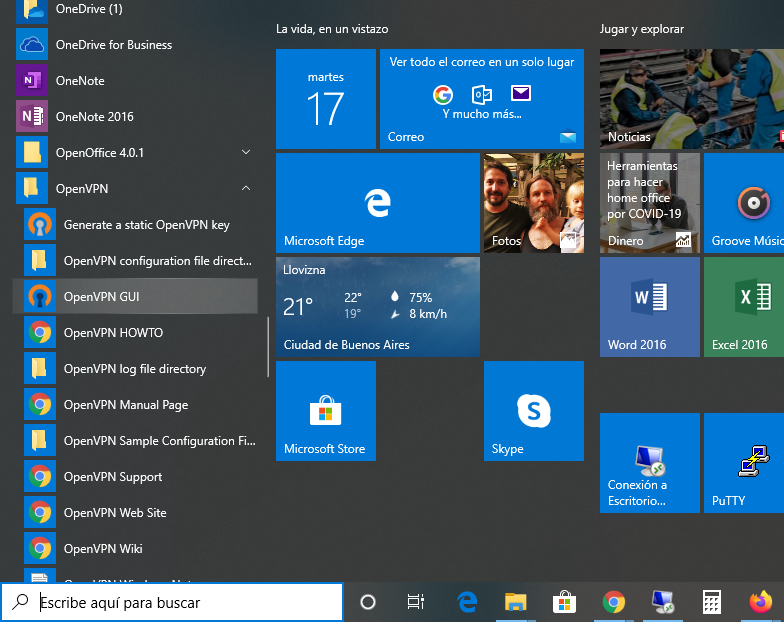 OneDrive (1)
OneDrive for Business
OneNote
OneNote 2016
OpenOffice 4.0.1
OpenVPN
Generate a static OpenVPN key
OpenVPN configuration file direct...
OpenVPN GUI
OpenVPN HOWTO
OpenVPN log file directory
OpenVPN Manual Page
OpenVPN Sample Configuration Fi...
OpenVPN Support
OpenVPN Web Site
OpenVPN Wiki
La vida, en un vistazo
martes
17
Ver todo el correo en un solo lugar
Y mucho más...
Correo
Microsoft Edge
Fotos
Llovizna
21°
22°
19°
75%
8 km/h
Ciudad de Buenos Aires
Microsoft Store
Skype
Jugar y explorar
Noticias
Herramientas
para hacer
home office
por COVID-19
Dinero
Groove Músic
Word 2016
Excel 2016
Conexión a
Escritorio...
PuTTY
Escribe aquí para buscar